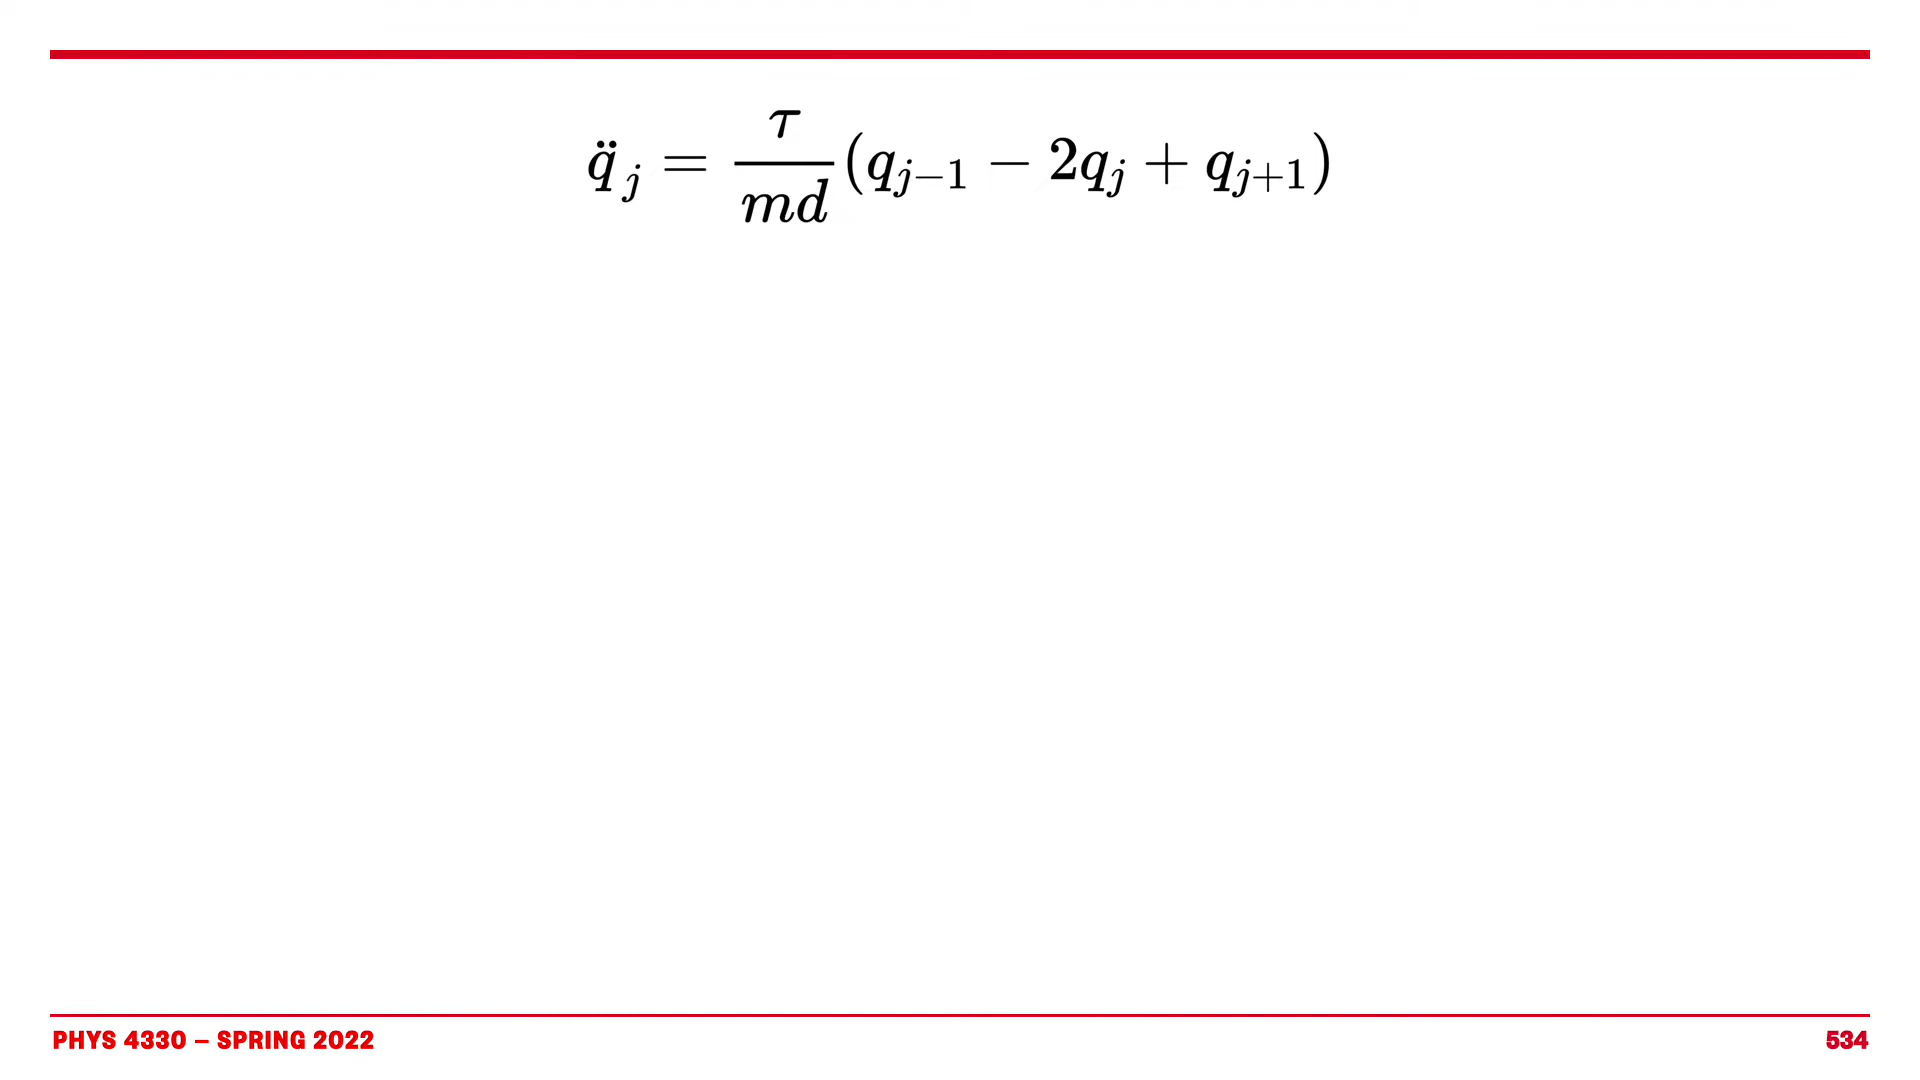 q̈_j = τ/(md) (q_{j−1} − 2q_j + q_{j+1})
PHYS 4330 – SPRING 2022
534